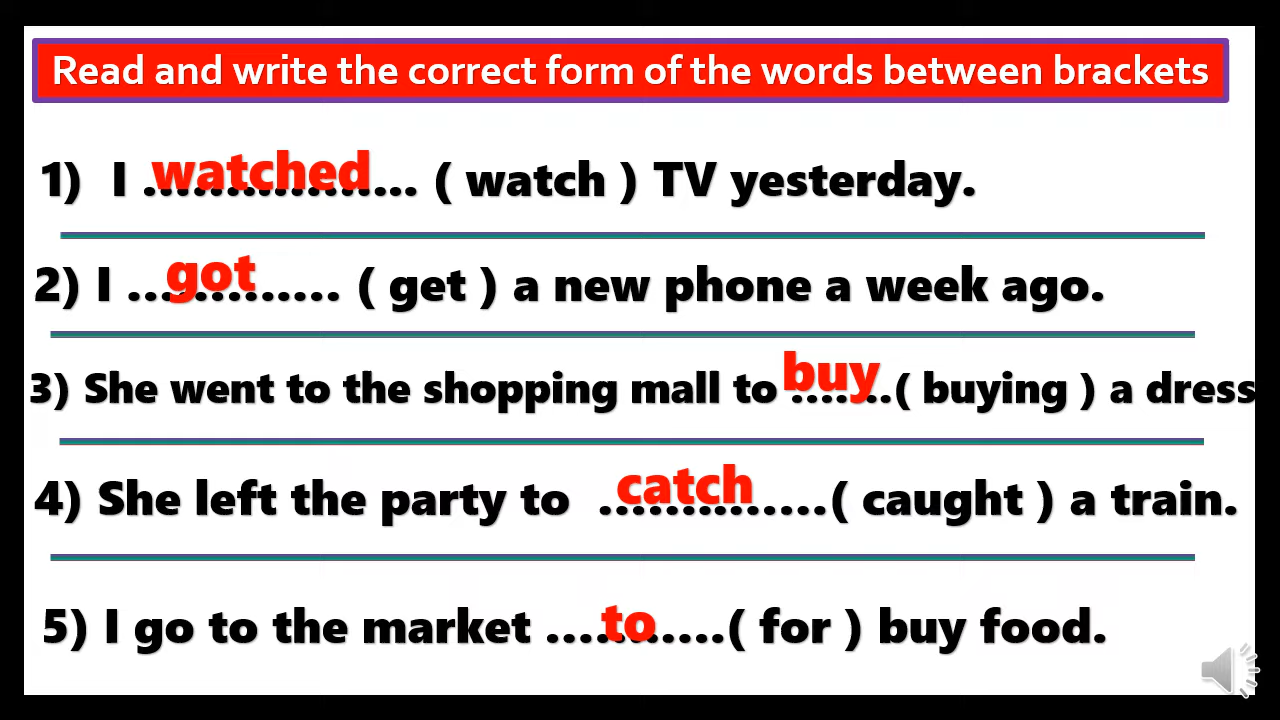 Read and write the correct form of the words between brackets
1) I watched ................ ( watch ) TV yesterday.
2) I got ............. ( get ) a new phone a week ago.
3) She went to the shopping mall to buy .......( buying ) a dress
4) She left the party to catch ..............( caught ) a train.
5) I go to the market to ...........( for ) buy food.